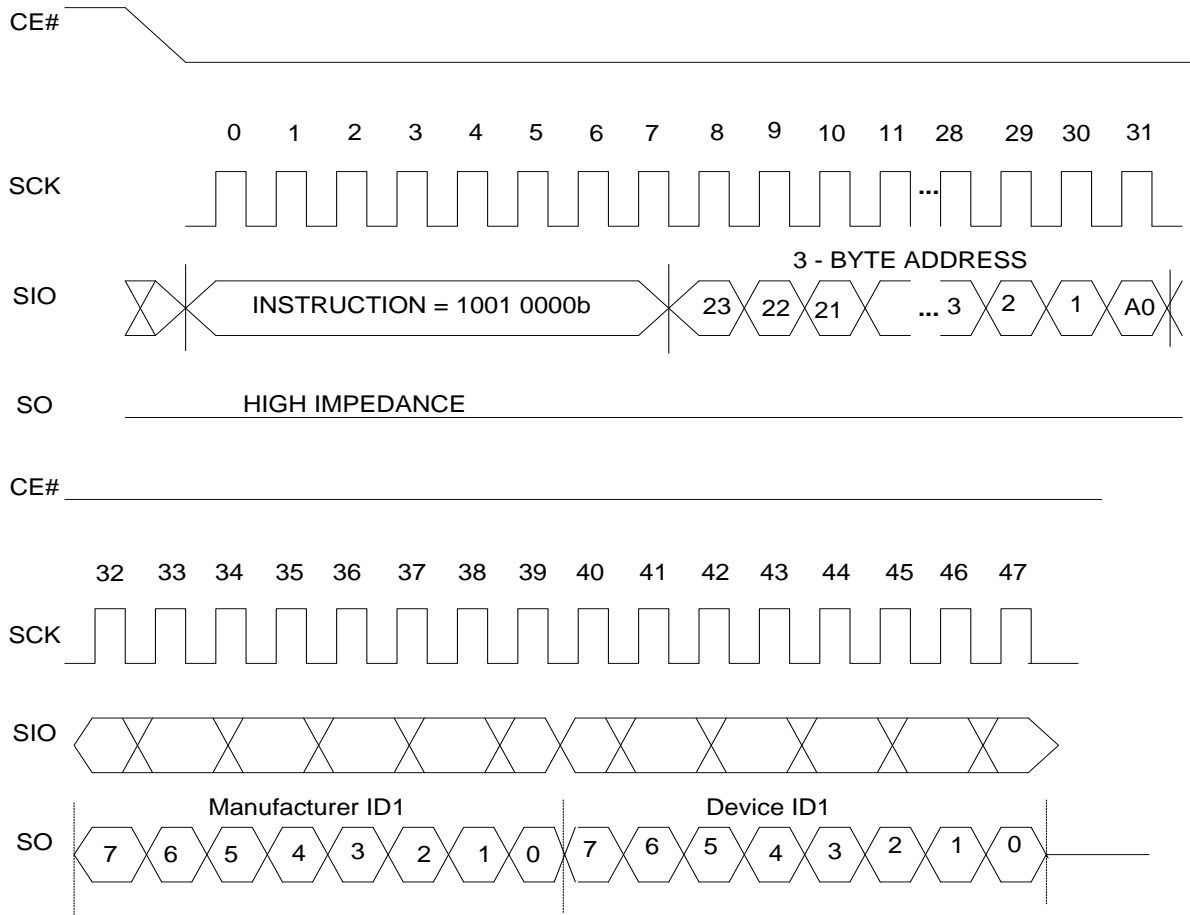 CE#
0 1 2 3 4 5 6 7 8 9 10 11 28 29 30 31
SCK ...
3 - BYTE ADDRESS
SIO INSTRUCTION = 1001 0000b 23 22 21 ... 3 2 1 A0
SO HIGH IMPEDANCE
CE#
32 33 34 35 36 37 38 39 40 41 42 43 44 45 46 47
SCK
SIO
Manufacturer ID1 Device ID1
SO 7 6 5 4 3 2 1 0 7 6 5 4 3 2 1 0